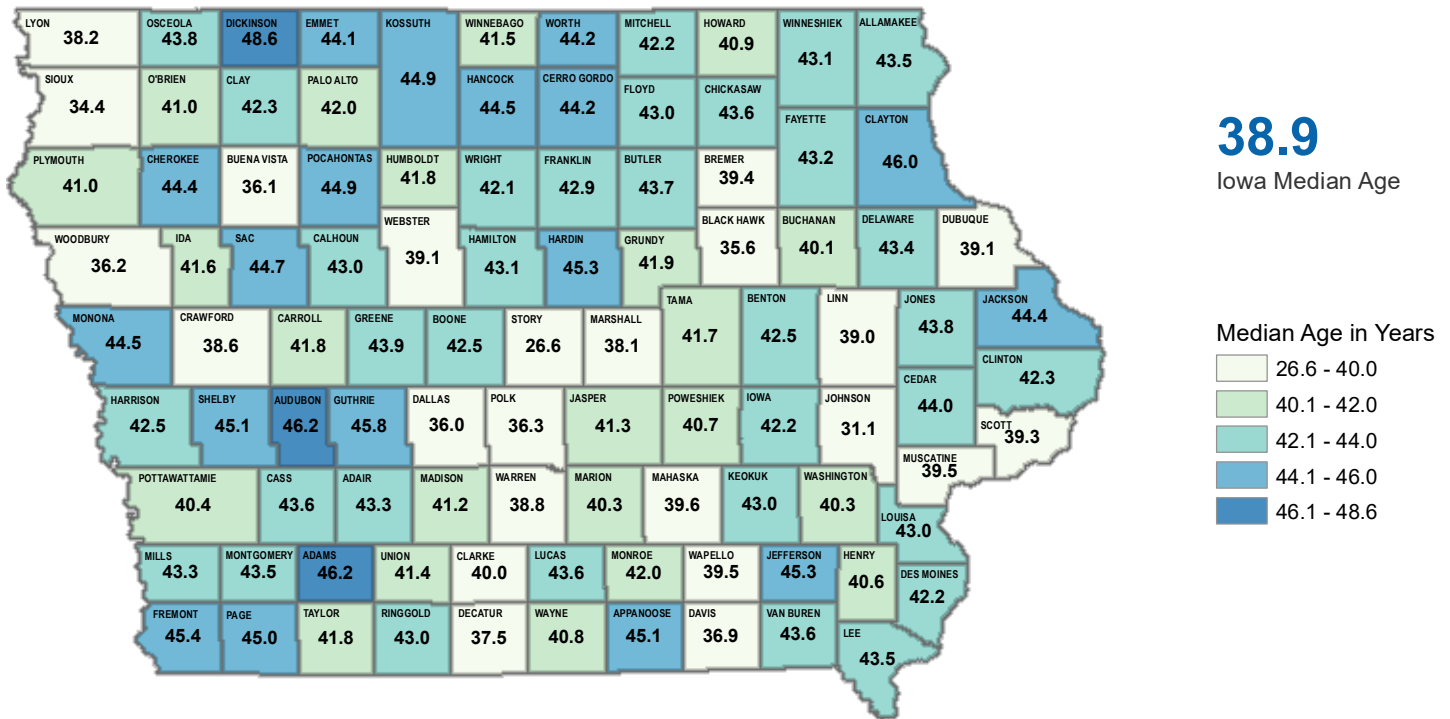 LYON
38.2
OSCEOLA
43.8
DICKINSON
48.6
EMMET
44.1
KOSSUTH
44.9
WINNEBAGO
41.5
WORTH
44.2
MITCHELL
42.2
HOWARD
40.9
WINNESHIEK
43.1
ALLAMAKEE
43.5
SIOUX
34.4
O'BRIEN
41.0
CLAY
42.3
PALO ALTO
42.0
HANCOCK
44.5
CERRO GORDO
44.2
FLOYD
43.0
CHICKASAW
43.6
FAYETTE
43.2
CLAYTON
46.0
PLYMOUTH
41.0
CHEROKEE
44.4
BUENA VISTA
36.1
POCAHONTAS
44.9
HUMBOLDT
41.8
WRIGHT
42.1
FRANKLIN
42.9
BUTLER
43.7
BREMER
39.4
WOODBURY
36.2
IDA
41.6
SAC
44.7
CALHOUN
43.0
WEBSTER
39.1
HAMILTON
43.1
HARDIN
45.3
GRUNDY
41.9
BLACK HAWK
35.6
BUCHANAN
40.1
DELAWARE
43.4
DUBUQUE
39.1
MONONA
44.5
CRAWFORD
38.6
CARROLL
41.8
GREENE
43.9
BOONE
42.5
STORY
26.6
MARSHALL
38.1
TAMA
41.7
BENTON
42.5
LINN
39.0
JONES
43.8
JACKSON
44.4
CLINTON
42.3
CEDAR
44.0
HARRISON
42.5
SHELBY
45.1
AUDUBON
46.2
GUTHRIE
45.8
DALLAS
36.0
POLK
36.3
JASPER
41.3
POWESHIEK
40.7
IOWA
42.2
JOHNSON
31.1
SCOTT
39.3
MUSCATINE
39.5
POTTAWATTAMIE
40.4
CASS
43.6
ADAIR
43.3
MADISON
41.2
WARREN
38.8
MARION
40.3
MAHASKA
39.6
KEOKUK
43.0
WASHINGTON
40.3
LOUISA
43.0
MILLS
43.3
MONTGOMERY
43.5
ADAMS
46.2
UNION
41.4
CLARKE
40.0
LUCAS
43.6
MONROE
42.0
WAPELLO
39.5
JEFFERSON
45.3
HENRY
40.6
DES MOINES
42.2
FREMONT
45.4
PAGE
45.0
TAYLOR
41.8
RINGGOLD
43.0
DECATUR
37.5
WAYNE
40.8
APPANOOSE
45.1
DAVIS
36.9
VAN BUREN
43.6
LEE
43.5
38.9
Iowa Median Age
Median Age in Years
26.6 - 40.0
40.1 - 42.0
42.1 - 44.0
44.1 - 46.0
46.1 - 48.6